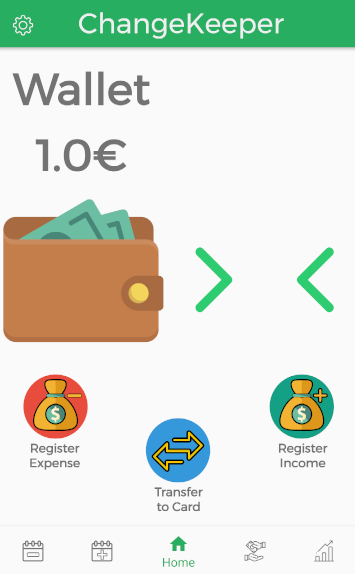 ChangeKeeper
Wallet
1.0€
Register
Expense
Register
Income
Transfer
to Card
Home